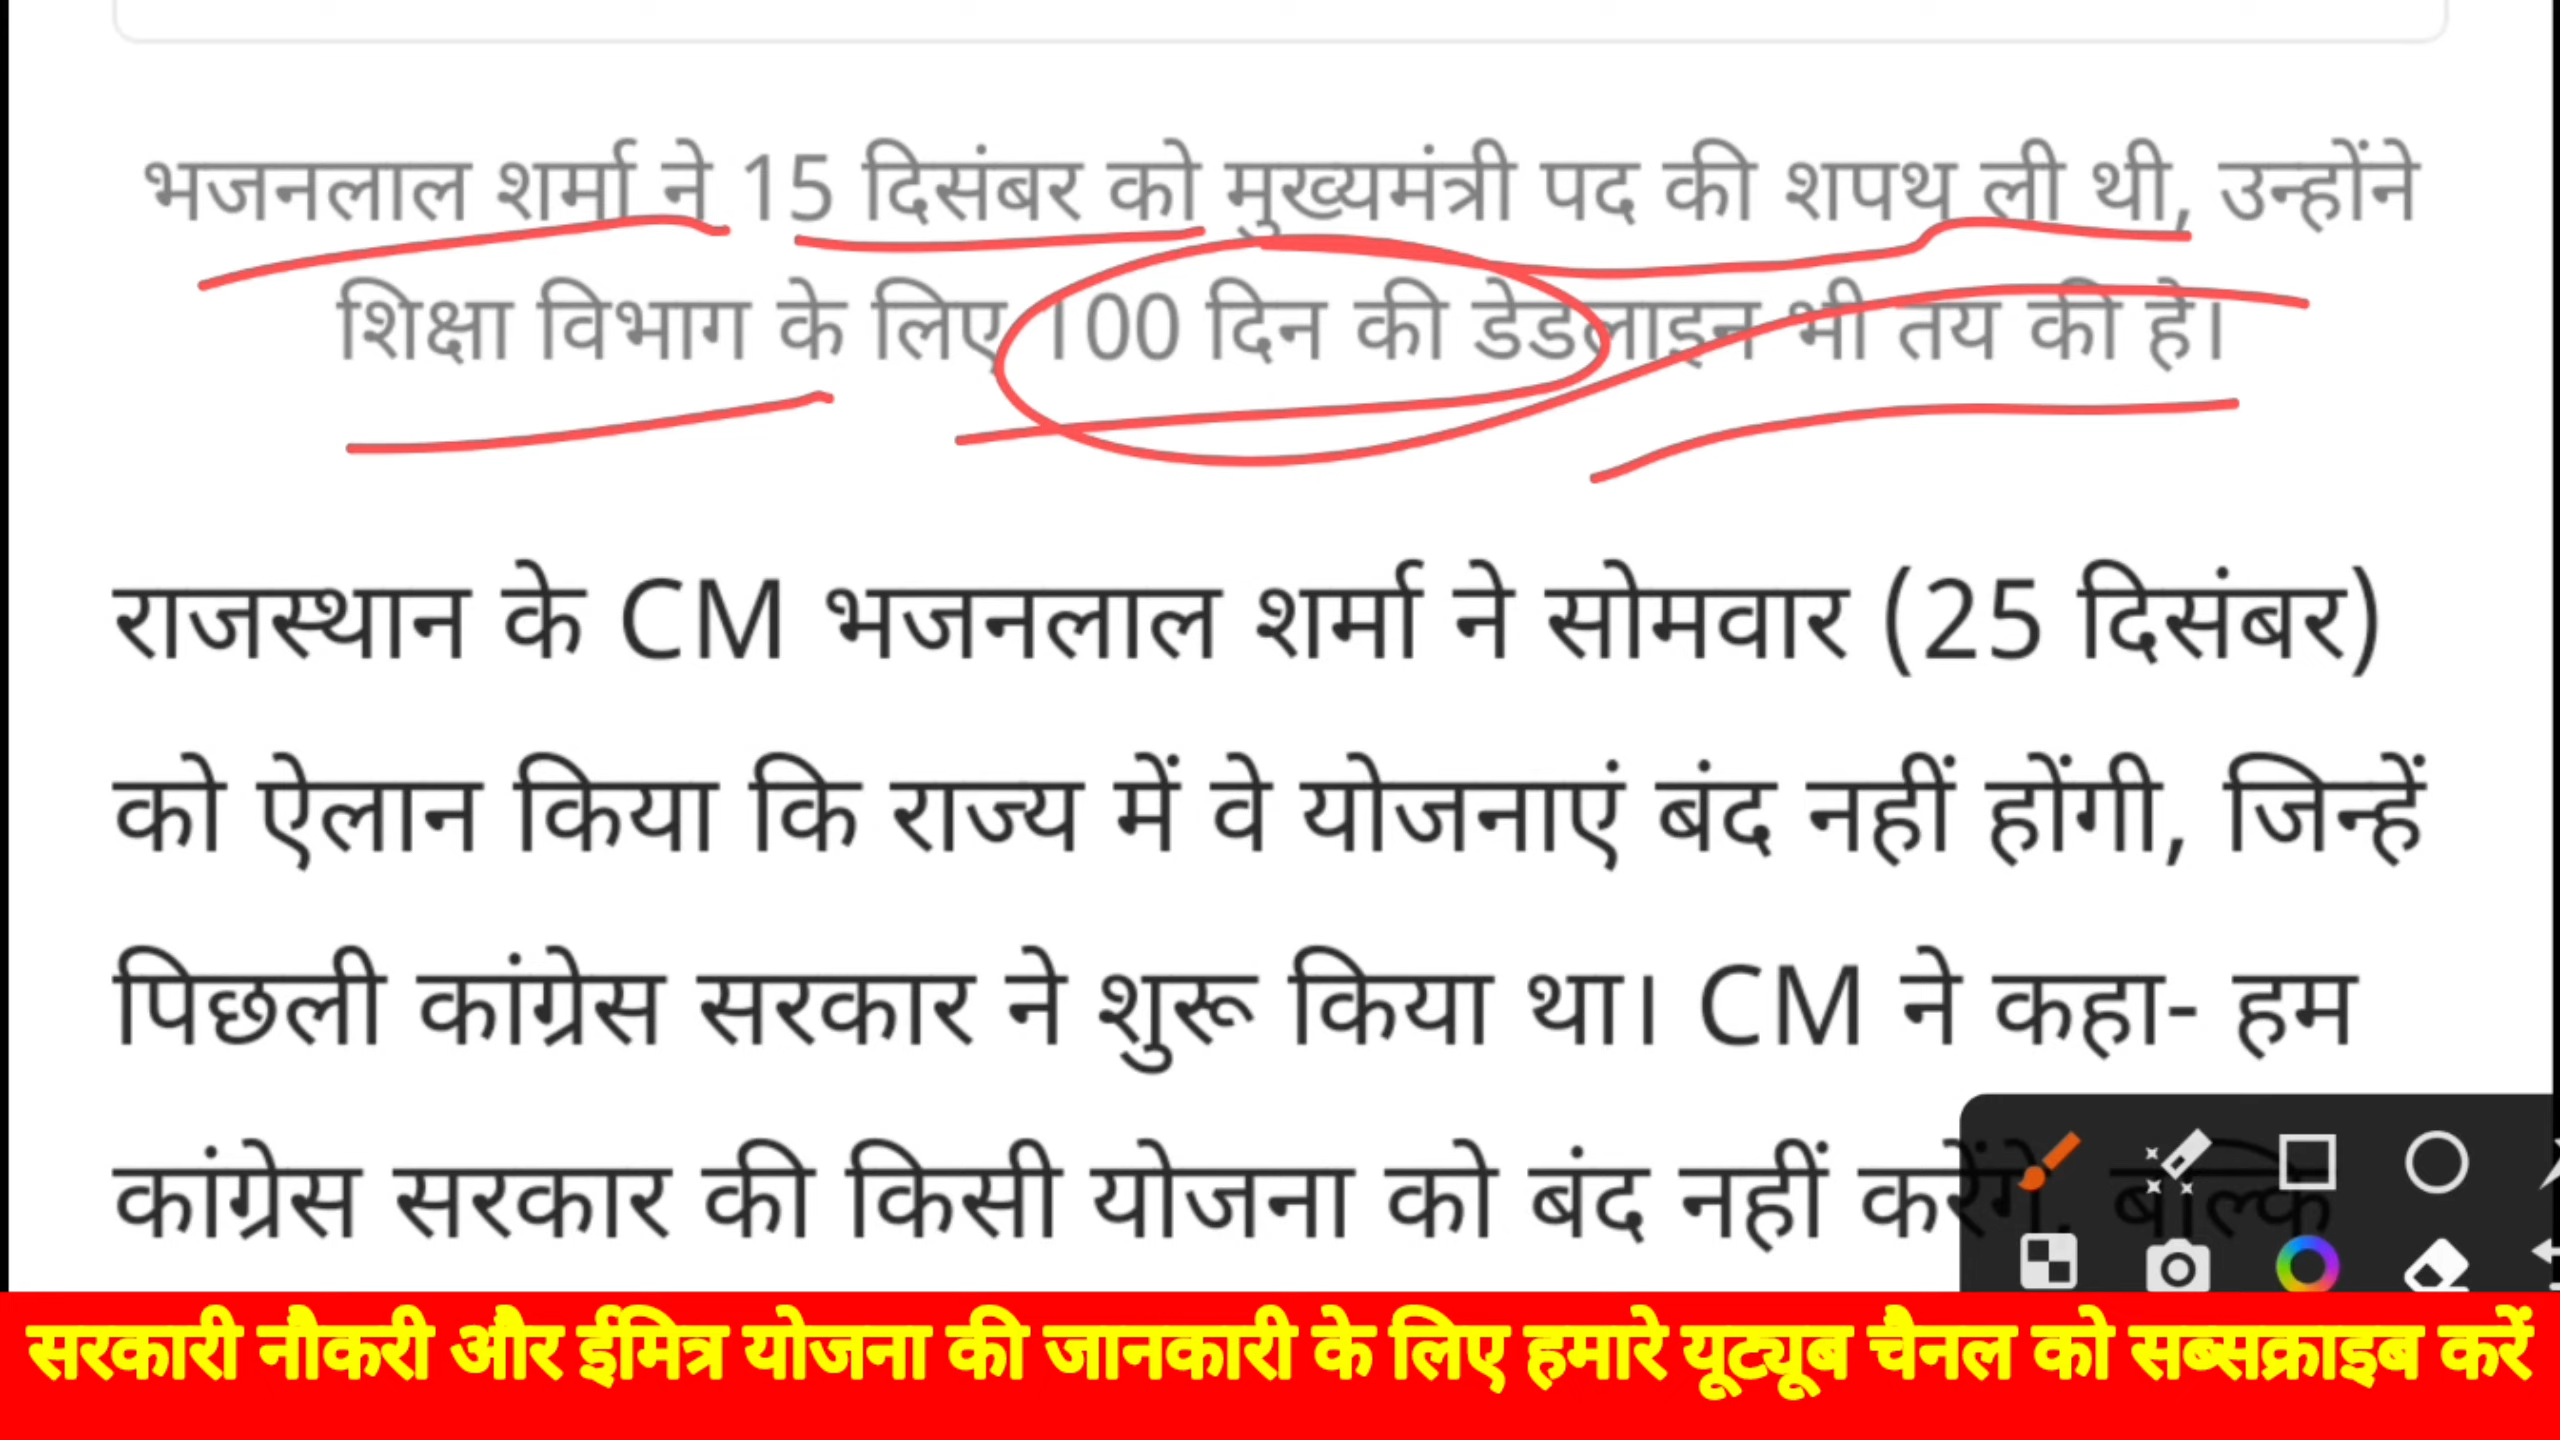 भजनलाल शर्मा ने 15 दिसंबर को मुख्यमंत्री पद की शपथ ली थी, उन्होंने
शिक्षा विभाग के लिए 100 दिन की डेडलाइन भी तय की है।
राजस्थान के CM भजनलाल शर्मा ने सोमवार (25 दिसंबर)
को ऐलान किया कि राज्य में वे योजनाएं बंद नहीं होंगी, जिन्हें
पिछली कांग्रेस सरकार ने शुरू किया था। CM ने कहा- हम
कांग्रेस सरकार की किसी योजना को बंद नहीं करेंगे, बल्कि
सरकारी नौकरी और ईमित्र योजना की जानकारी के लिए हमारे यूट्यूब चैनल को सब्सक्राइब करें